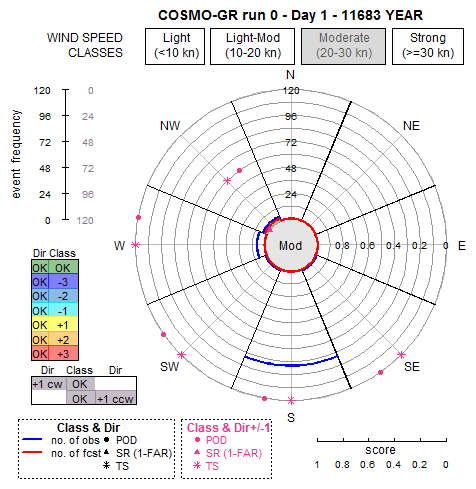 COSMO-GR run 0 - Day 1 - 11683 YEAR
WIND SPEED
CLASSES
Light
(<10 kn)
Light-Mod
(10-20 kn)
Moderate
(20-30 kn)
Strong
(>=30 kn)
event frequency
120
96
72
48
24
0
0
24
48
72
96
120
N
NE
E
SE
S
SW
W
NW
120
96
72
48
24
Mod
0.8 0.6 0.4 0.2 0
Dir Class
OK OK
OK -3
OK -2
OK -1
OK +1
OK +2
OK +3
Dir Class Dir
+1 cw OK
OK +1 ccw
Class & Dir
no. of obs POD
no. of fcst SR (1-FAR)
TS
Class & Dir+/-1
POD
SR (1-FAR)
TS
score
1 0.8 0.6 0.4 0.2 0